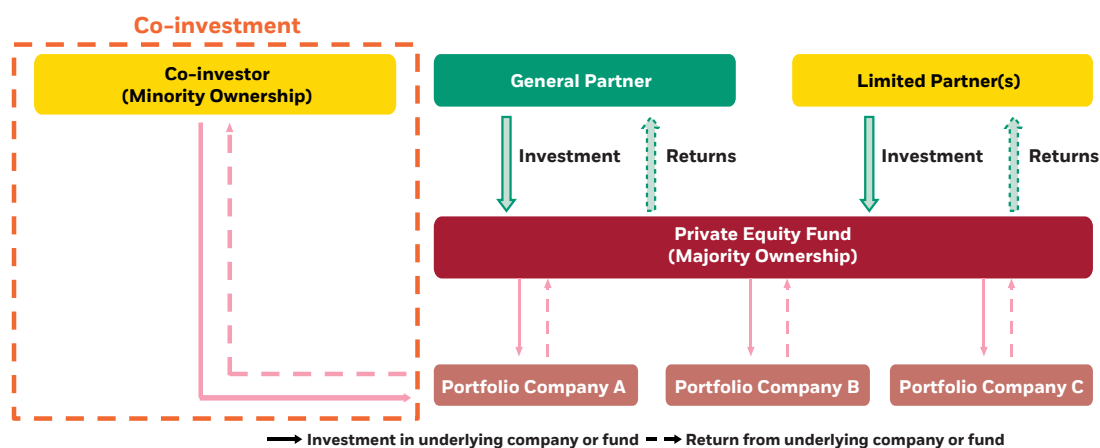 Co-investment
Co-investor
(Minority Ownership)
General Partner
Limited Partner(s)
Investment
Returns
Investment
Returns
Private Equity Fund
(Majority Ownership)
Portfolio Company A
Portfolio Company B
Portfolio Company C
Investment in underlying company or fund
Return from underlying company or fund